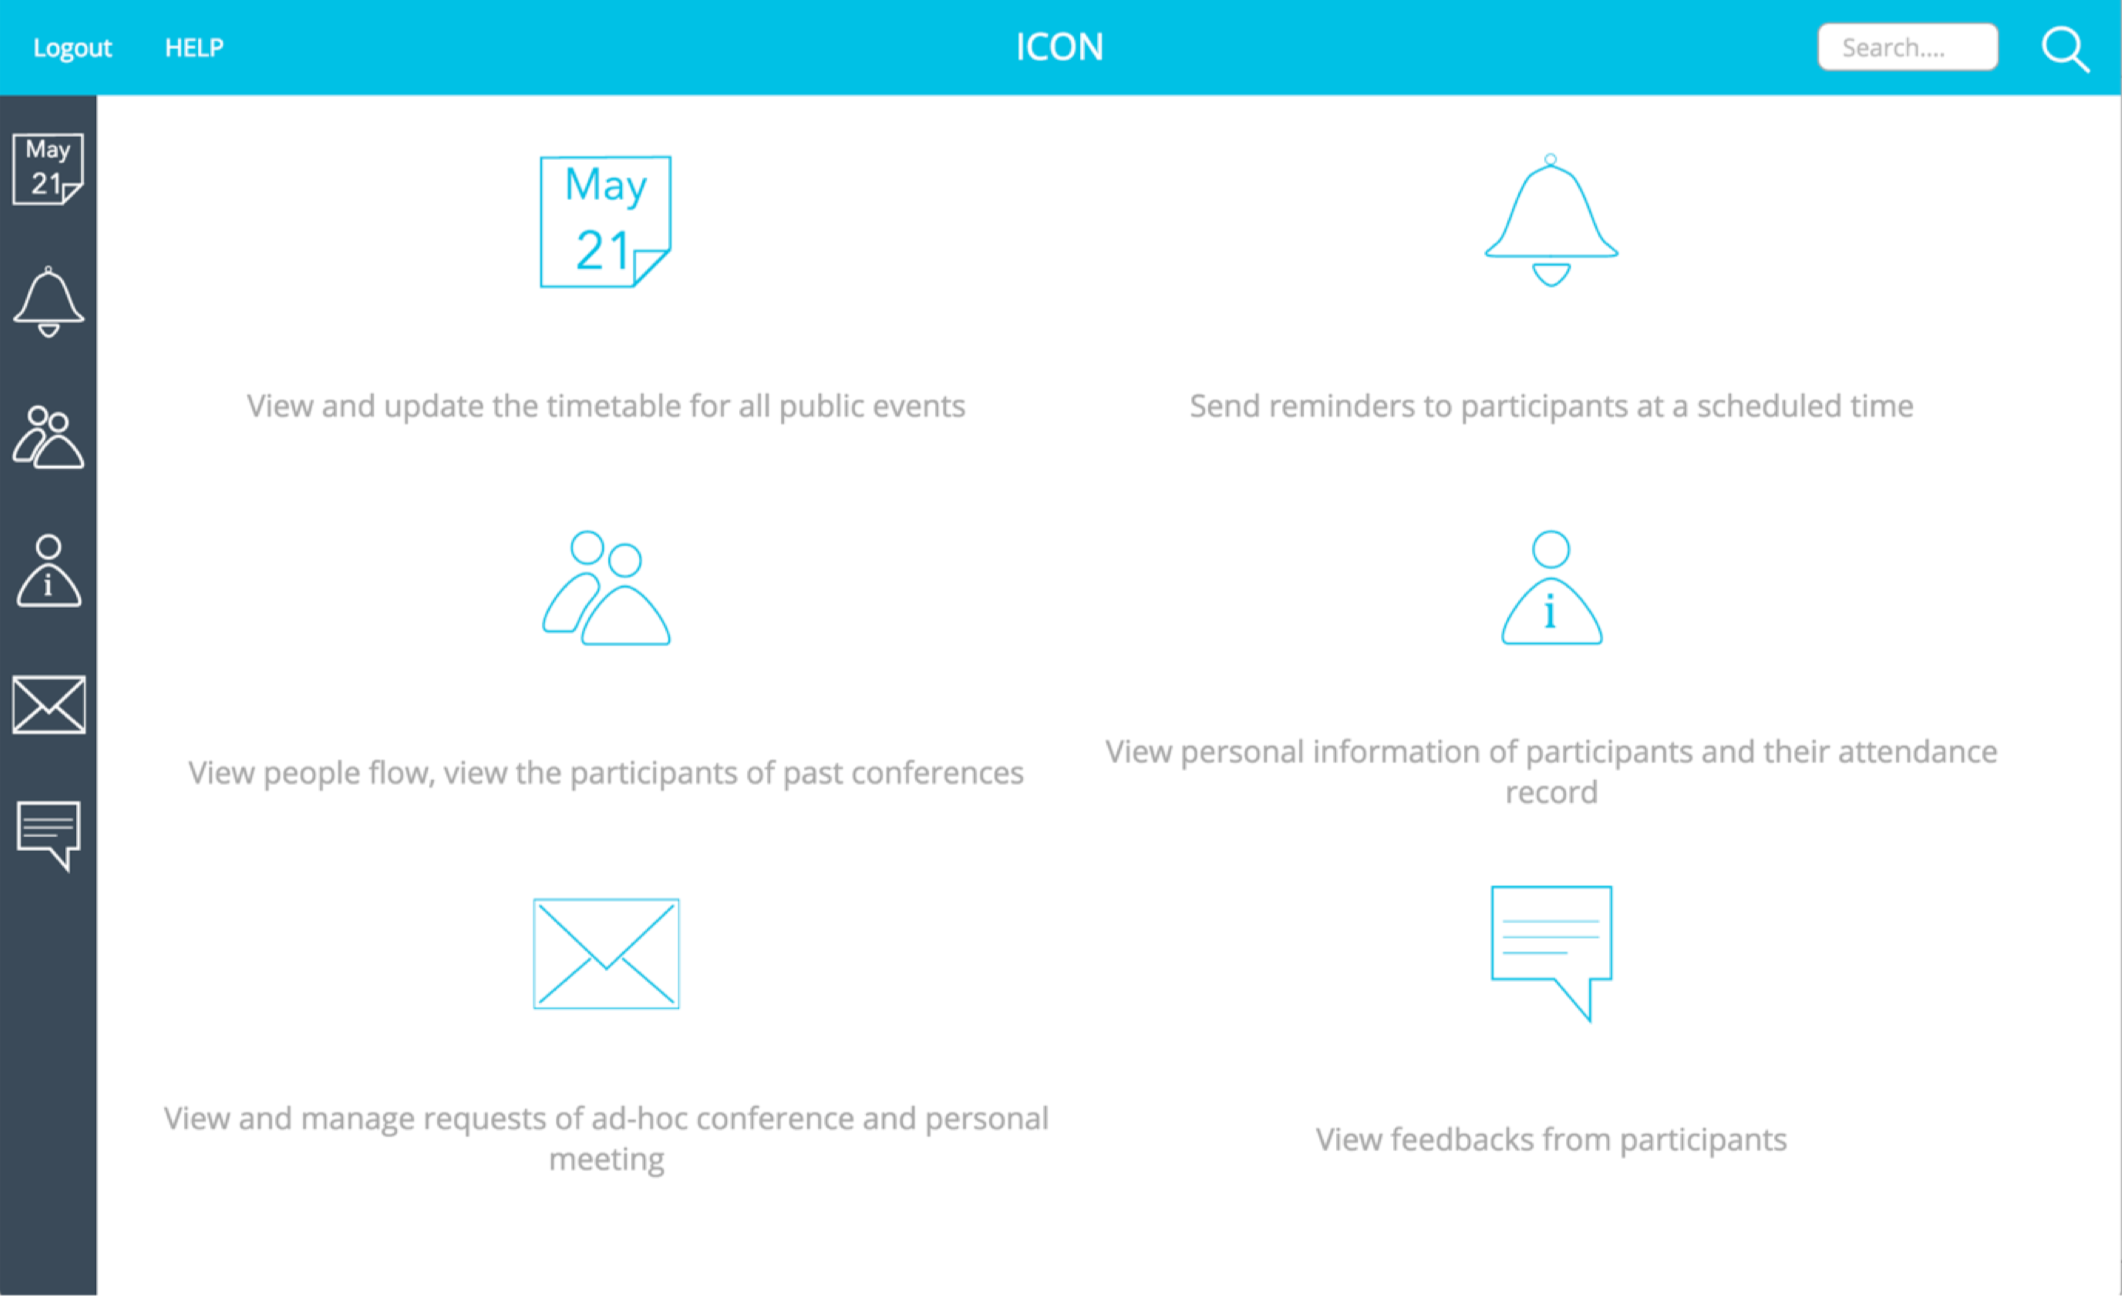 Logout HELP ICON Search....
May
21
May
21
View and update the timetable for all public events
Send reminders to participants at a scheduled time
i
i
View people flow, view the participants of past conferences
View personal information of participants and their attendance
record
View and manage requests of ad-hoc conference and personal
meeting
View feedbacks from participants